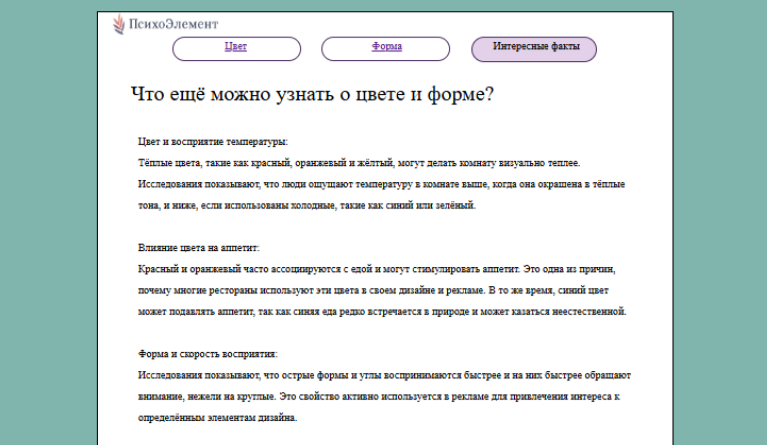 ПсихоЭлемент
Цвет Форма Интересные факты
Что ещё можно узнать о цвете и форме?
Цвет и восприятие температуры:
Тёплые цвета, такие как красный, оранжевый и жёлтый, могут делать комнату визуально теплее.
Исследования показывают, что люди ощущают температуру в комнате выше, когда она окрашена в тёплые
тона, и ниже, если использованы холодные, такие как синий или зелёный.
Влияние цвета на аппетит:
Красный и оранжевый часто ассоциируются с едой и могут стимулировать аппетит. Это одна из причин,
почему многие рестораны используют эти цвета в своем дизайне и рекламе. В то же время, синий цвет
может подавлять аппетит, так как синяя еда редко встречается в природе и может казаться неестественной.
Форма и скорость восприятия:
Исследования показывают, что острые формы и углы воспринимаются быстрее и на них быстрее обращают
внимание, нежели на круглые. Это свойство активно используется в рекламе для привлечения интереса к
определённым элементам дизайна.